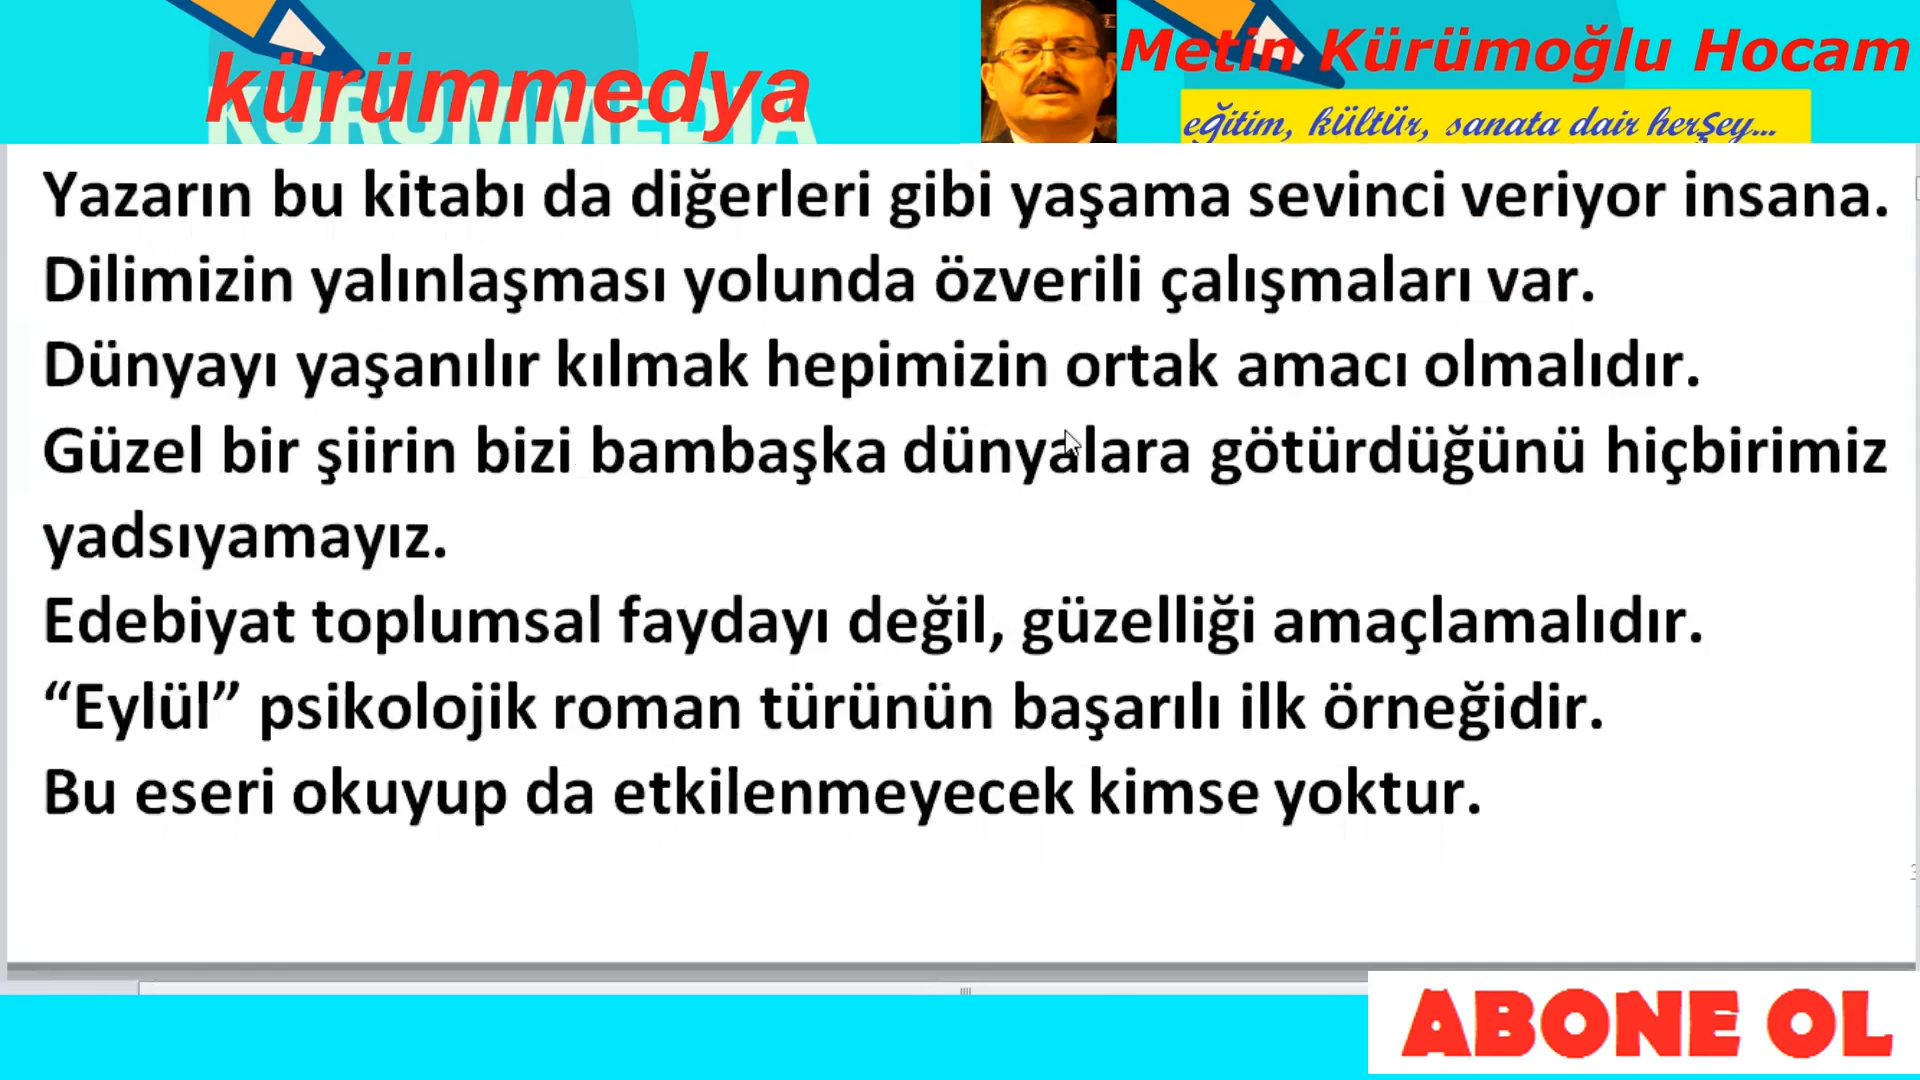 kürümmedya
KÜRÜMMEDIA
Metin Kürümoğlu Hocam
eğitim, kültür, sanata dair herşey...
Yazarın bu kitabı da diğerleri gibi yaşama sevinci veriyor insana.
Dilimizin yalınlaşması yolunda özverili çalışmaları var.
Dünyayı yaşanılır kılmak hepimizin ortak amacı olmalıdır.
Güzel bir şiirin bizi bambaşka dünyalara götürdüğünü hiçbirimiz
yadsıyamayız.
Edebiyat toplumsal faydayı değil, güzelliği amaçlamalıdır.
“Eylül” psikolojik roman türünün başarılı ilk örneğidir.
Bu eseri okuyup da etkilenmeyecek kimse yoktur.
ABONE OL